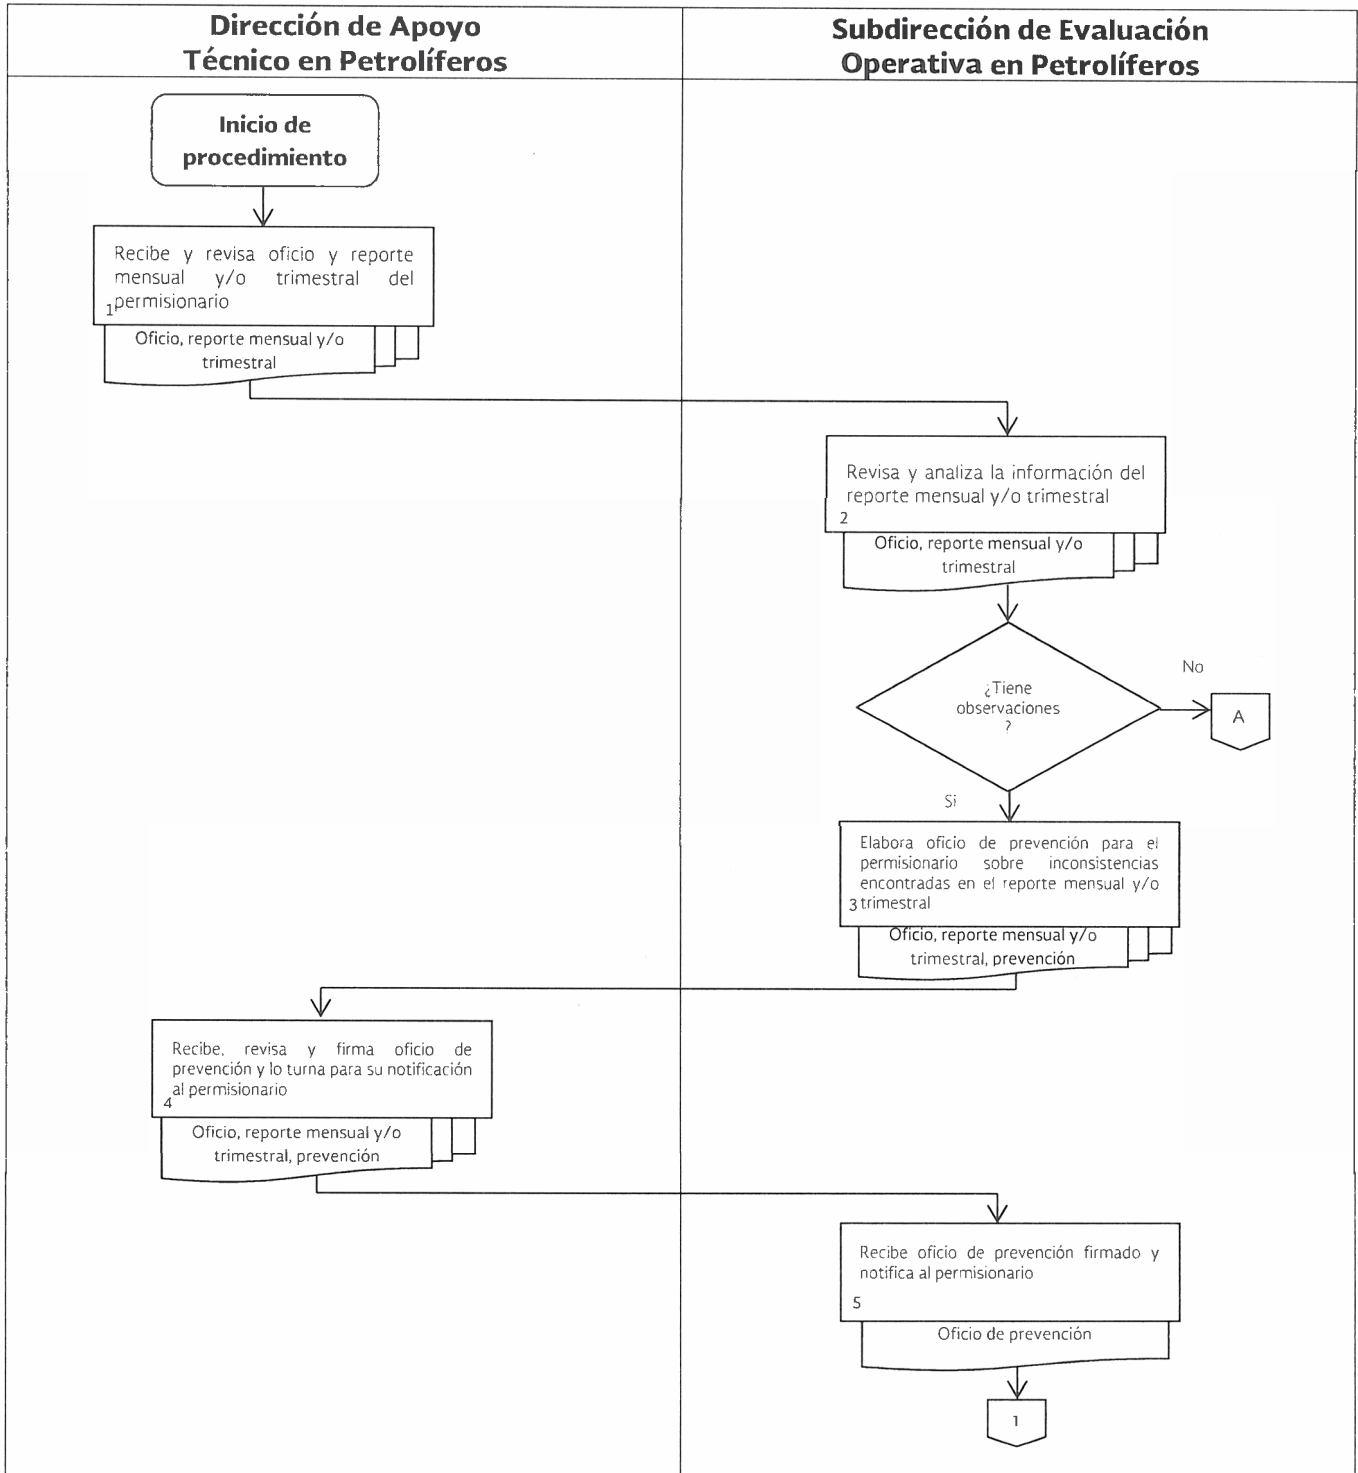 Dirección de Apoyo
Técnico en Petrolíferos
Subdirección de Evaluación
Operativa en Petrolíferos
Inicio de
procedimiento
Recibe y revisa oficio y reporte
mensual y/o trimestral del
permisionario
1
Oficio, reporte mensual y/o
trimestral
Revisa y analiza la información del
reporte mensual y/o trimestral
2
Oficio, reporte mensual y/o
trimestral
¿Tiene
observaciones
?
No
A
Si
Elabora oficio de prevención para el
permisionario sobre inconsistencias
encontradas en el reporte mensual y/o
3 trimestral
Oficio, reporte mensual y/o
trimestral, prevención
Recibe, revisa y firma oficio de
prevención y lo turna para su notificación
al permisionario
4
Oficio, reporte mensual y/o
trimestral, prevención
Recibe oficio de prevención firmado y
notifica al permisionario
5
Oficio de prevención
1